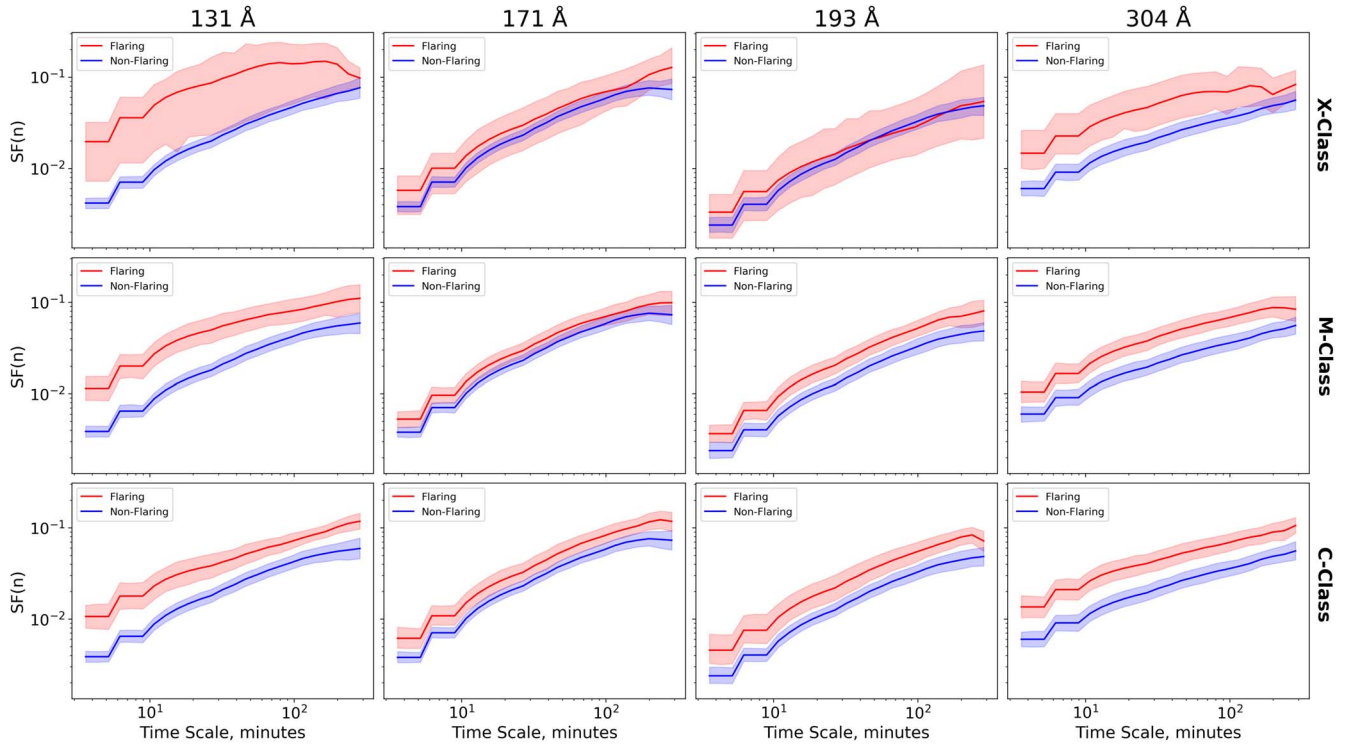 131 Å 171 Å 193 Å 304 Å
SF(n) 10⁻¹ 10⁻² Flaring Non-Flaring Flaring Non-Flaring Flaring Non-Flaring Flaring Non-Flaring X-Class
SF(n) 10⁻¹ 10⁻² Flaring Non-Flaring Flaring Non-Flaring Flaring Non-Flaring Flaring Non-Flaring M-Class
SF(n) 10⁻¹ 10⁻² Flaring Non-Flaring Flaring Non-Flaring Flaring Non-Flaring Flaring Non-Flaring C-Class
10¹ 10² 10¹ 10² 10¹ 10² 10¹ 10²
Time Scale, minutes Time Scale, minutes Time Scale, minutes Time Scale, minutes